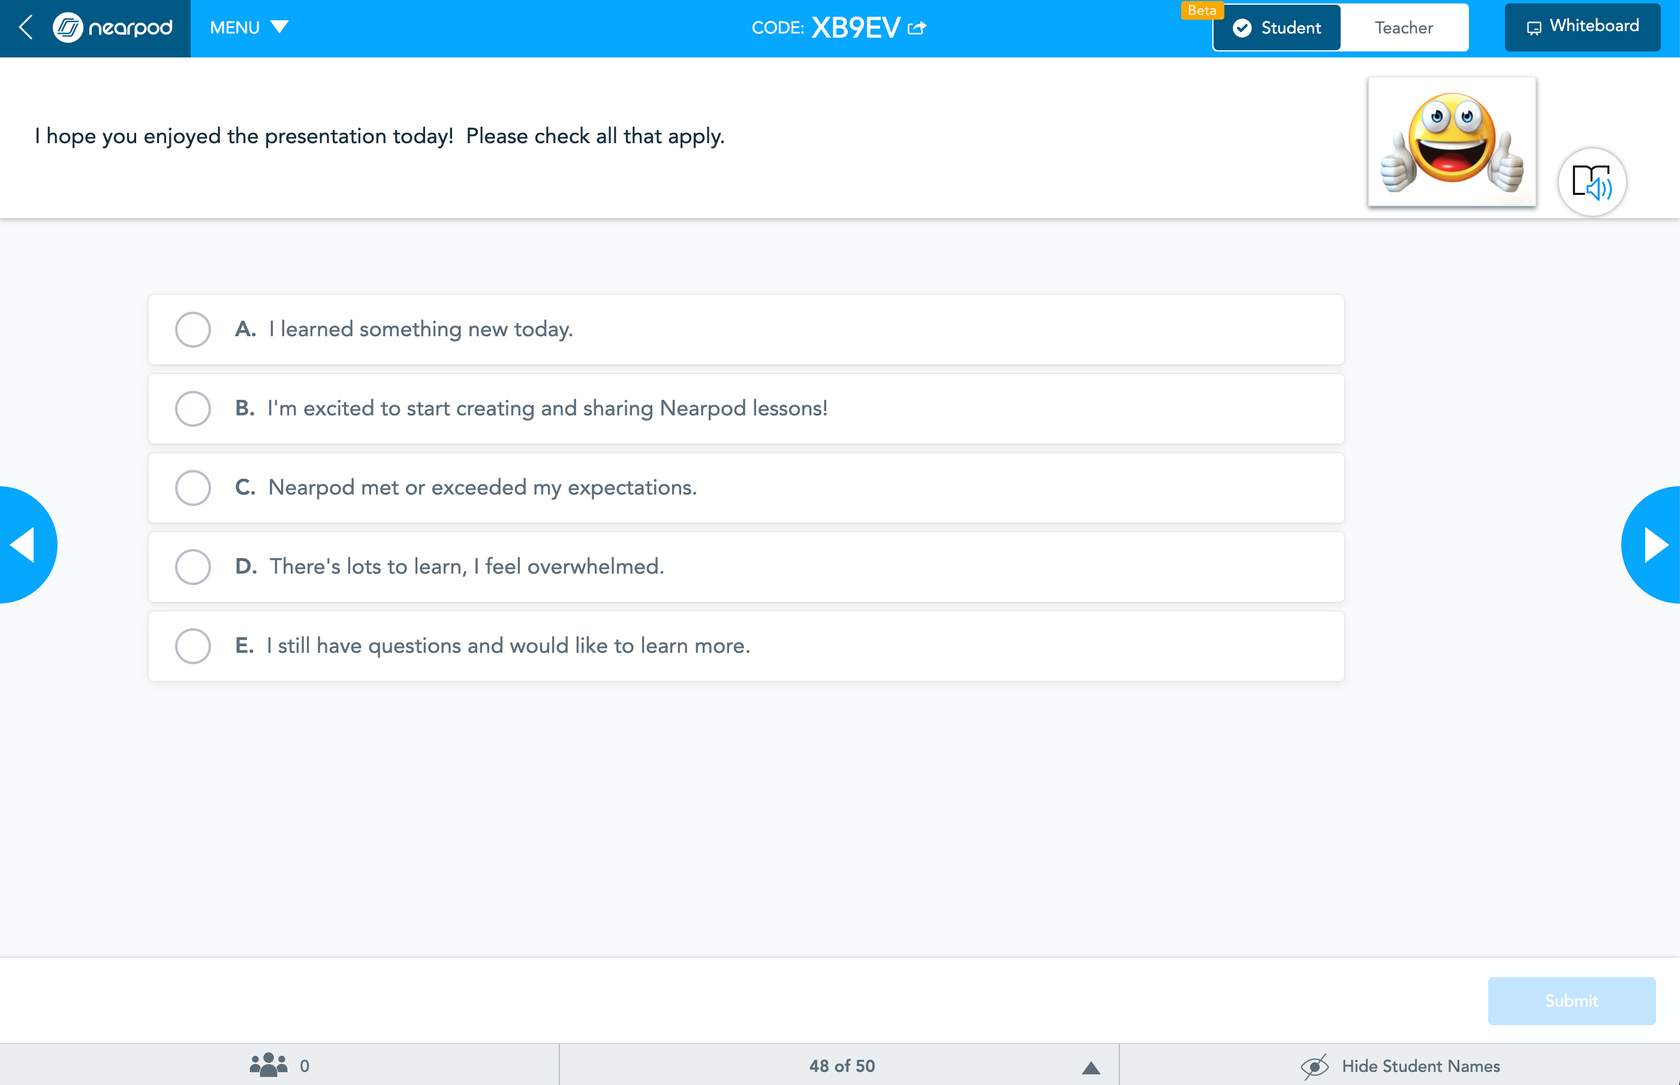 nearpod MENU CODE: XB9EV Beta Student Teacher Whiteboard
I hope you enjoyed the presentation today!  Please check all that apply.
A. I learned something new today.
B. I'm excited to start creating and sharing Nearpod lessons!
C. Nearpod met or exceeded my expectations.
D. There's lots to learn, I feel overwhelmed.
E. I still have questions and would like to learn more.
Submit
0 48 of 50 Hide Student Names